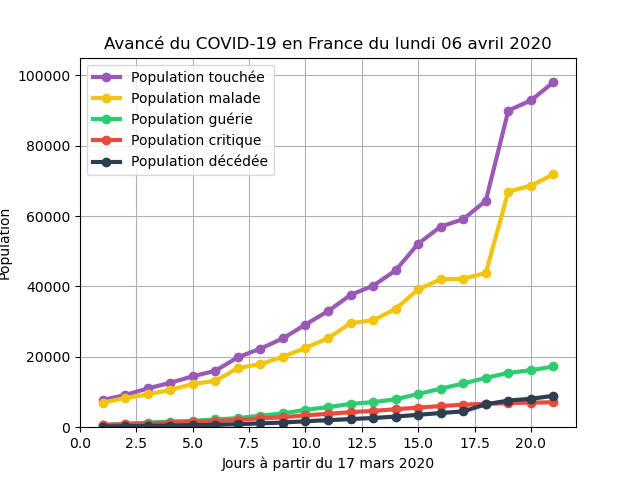 Avancé du COVID-19 en France du lundi 06 avril 2020
Population touchée
Population malade
Population guérie
Population critique
Population décédée
Population
100000
80000
60000
40000
20000
0
0.0 2.5 5.0 7.5 10.0 12.5 15.0 17.5 20.0
Jours à partir du 17 mars 2020